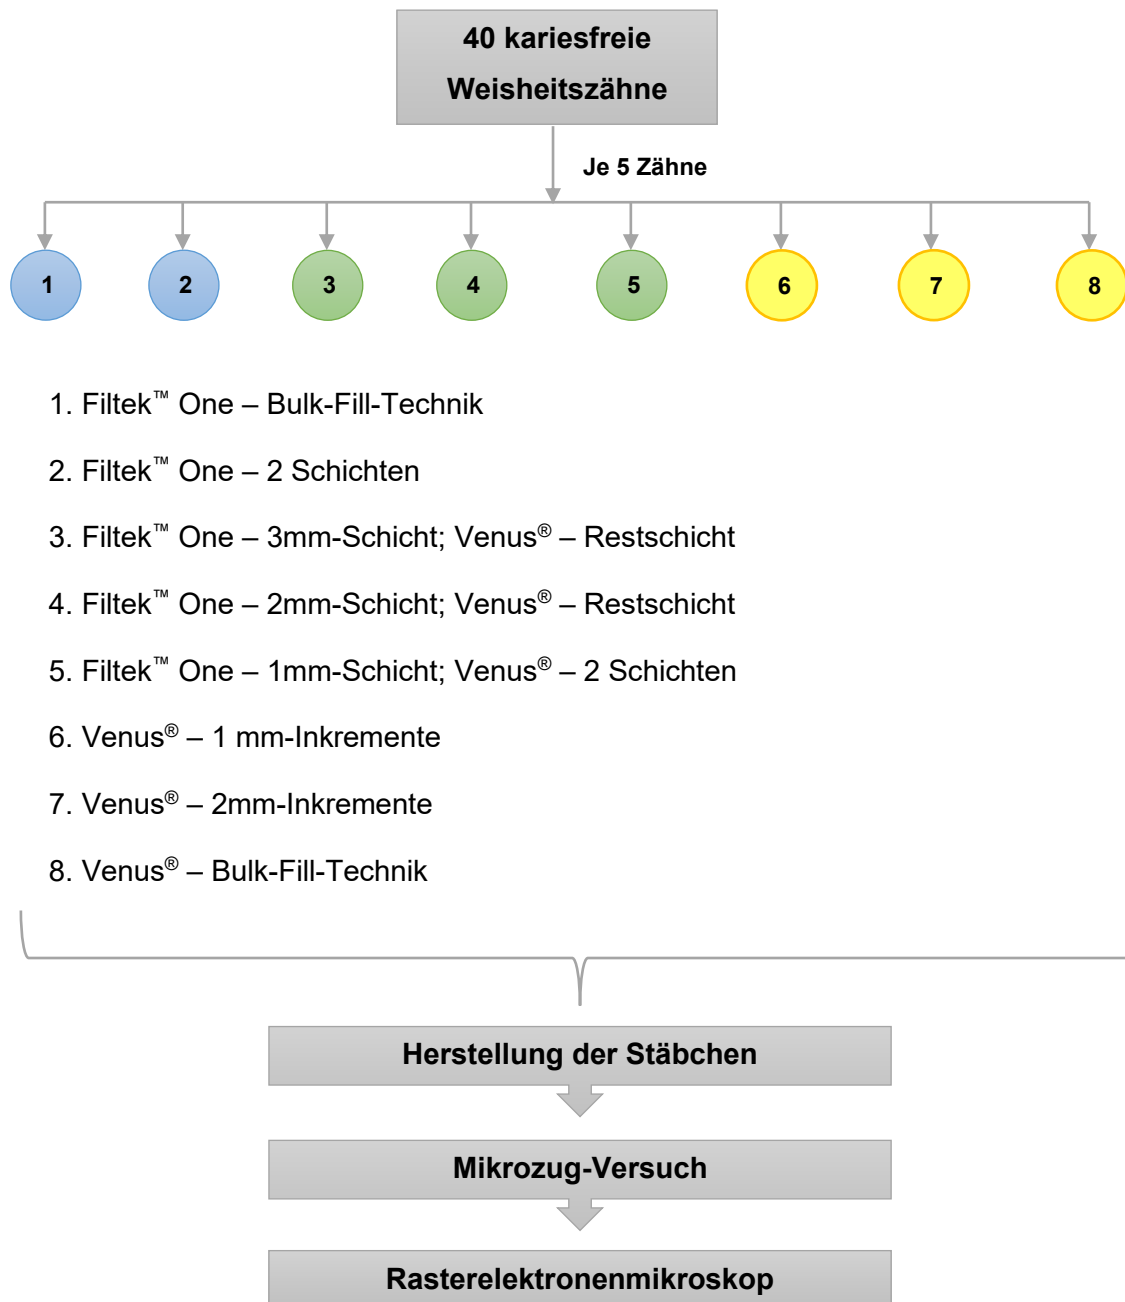 40 kariesfreie
Weisheitszähne
Je 5 Zähne
1 2 3 4 5 6 7 8
1. Filtek™ One – Bulk-Fill-Technik
2. Filtek™ One – 2 Schichten
3. Filtek™ One – 3mm-Schicht; Venus® – Restschicht
4. Filtek™ One – 2mm-Schicht; Venus® – Restschicht
5. Filtek™ One – 1mm-Schicht; Venus® – 2 Schichten
6. Venus® – 1 mm-Inkremente
7. Venus® – 2mm-Inkremente
8. Venus® – Bulk-Fill-Technik
Herstellung der Stäbchen
Mikrozug-Versuch
Rasterelektronenmikroskop